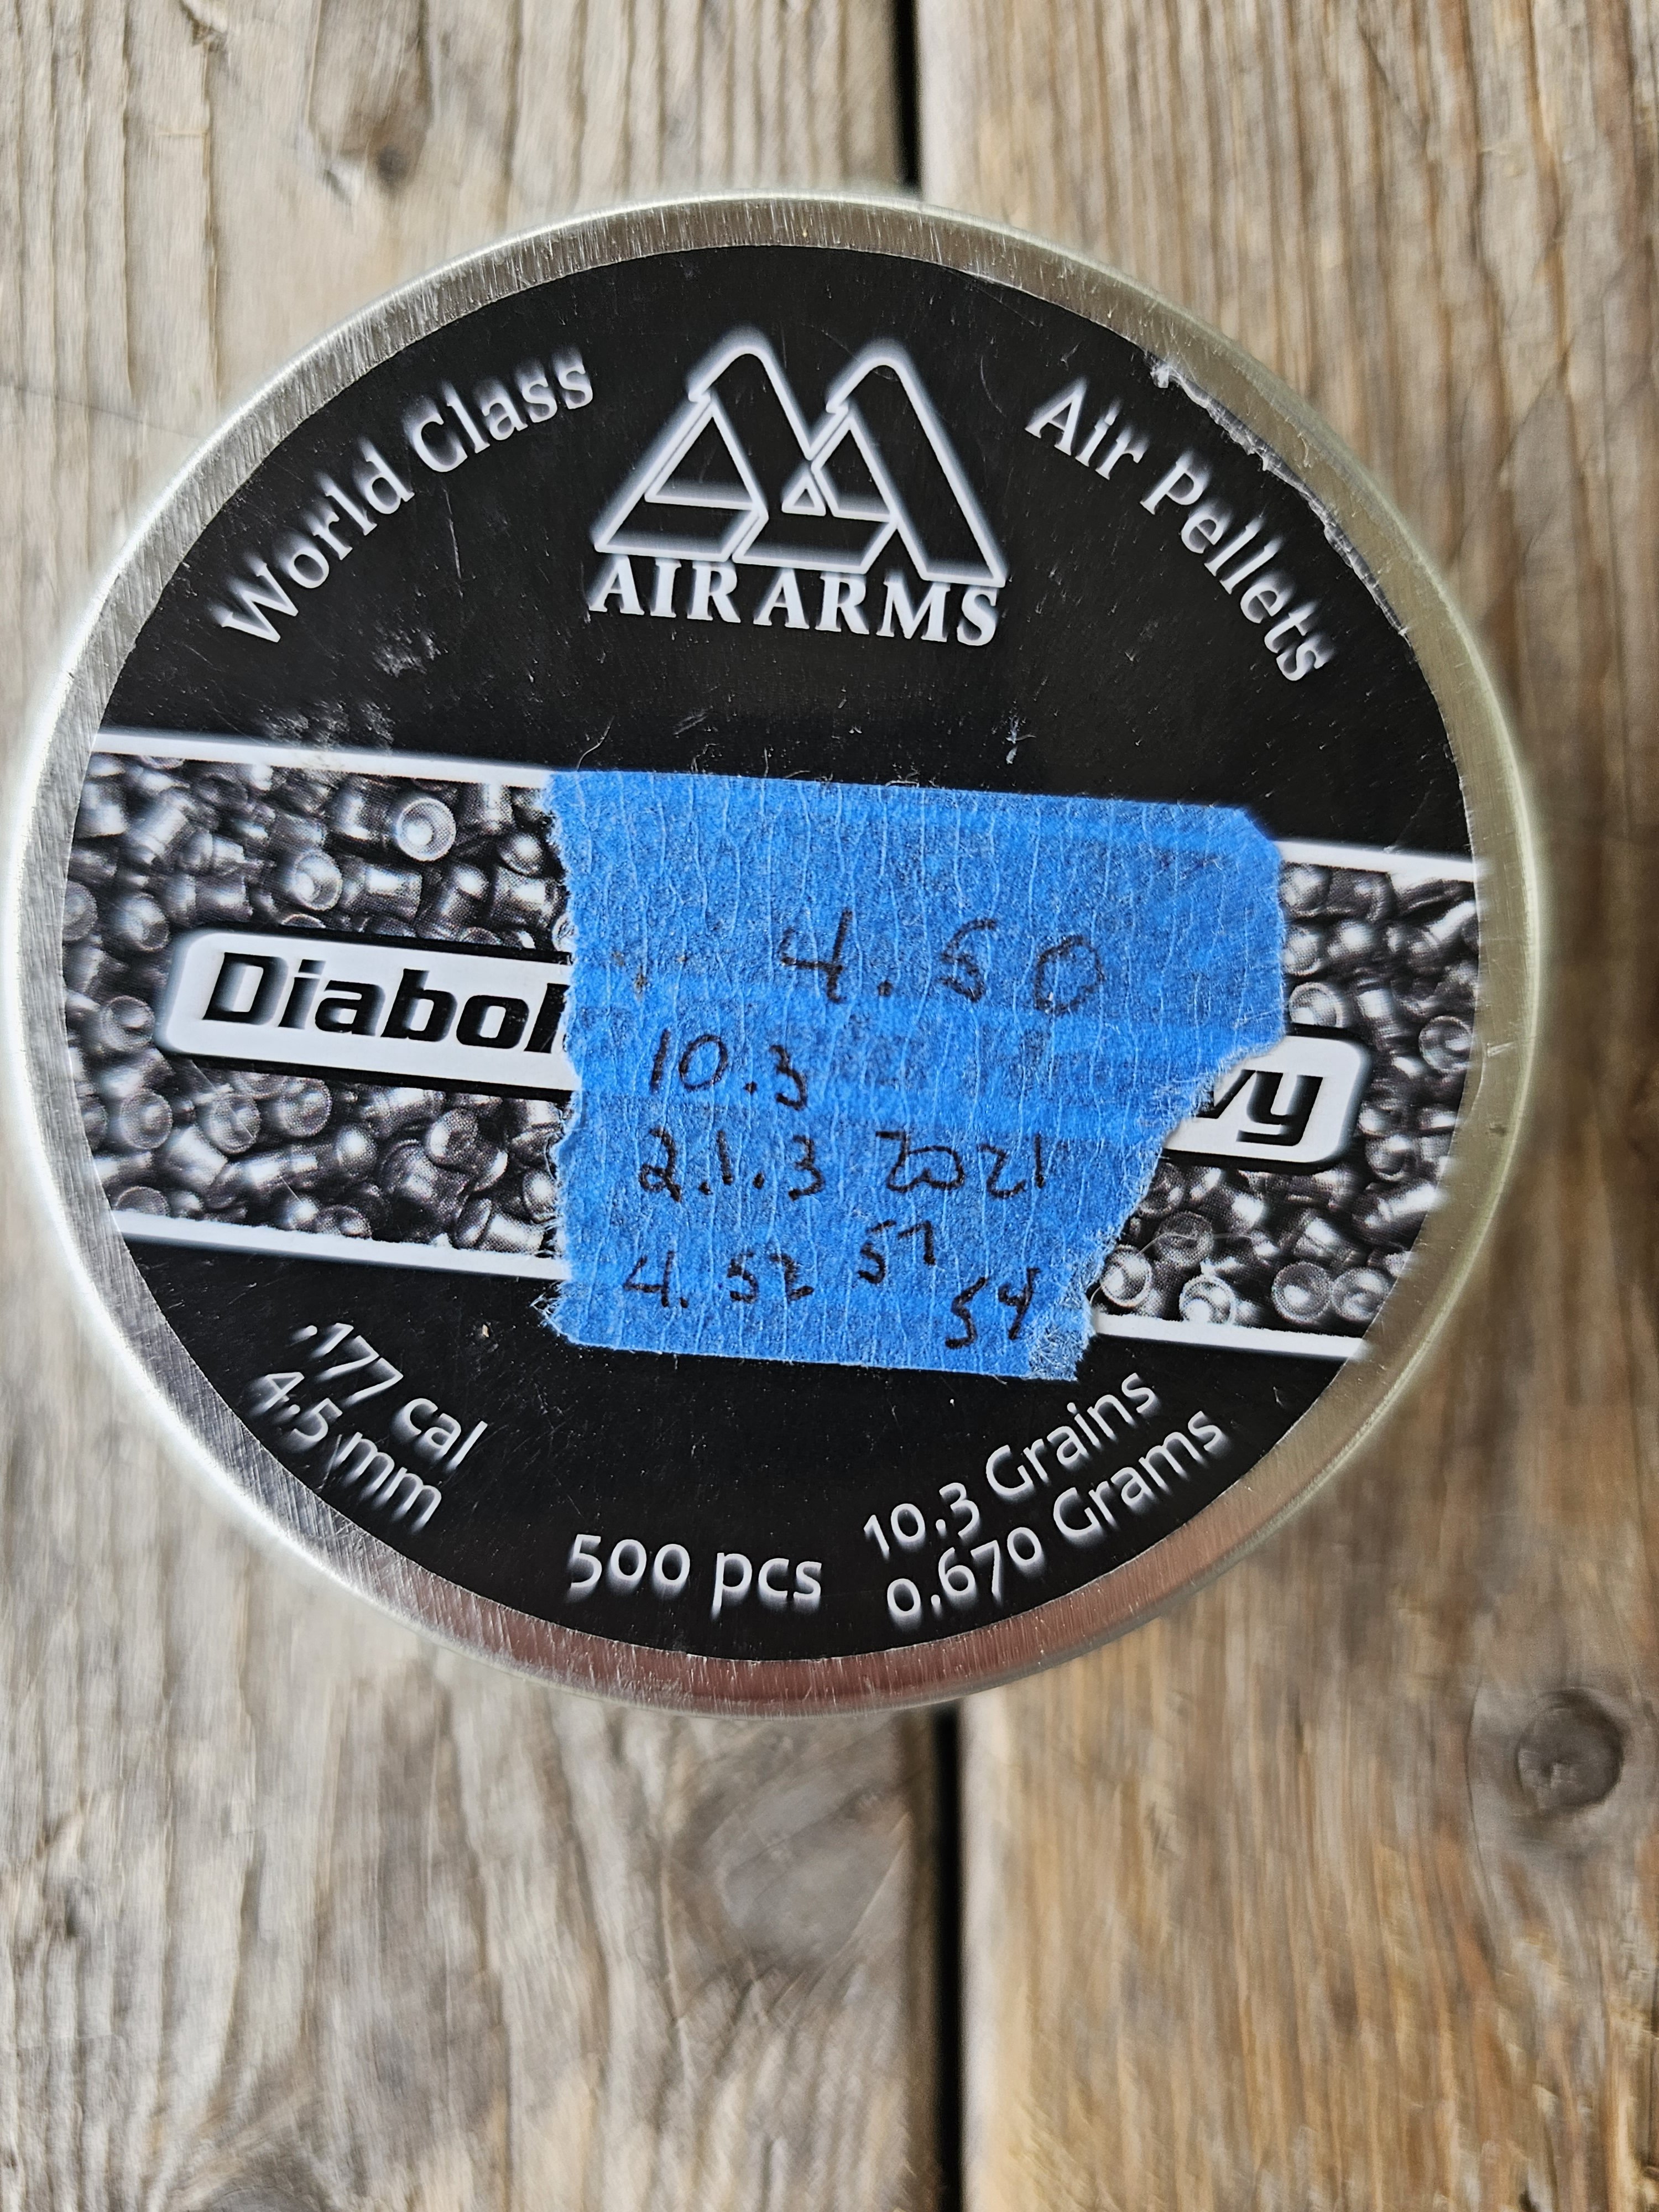 World Class
AIR ARMS
Air Pellets
4.50
10.3
2.1.3 2021
4.52 57
54
.177 cal
4.5 mm
500 pcs
10.3 Grains
0.670 Grams